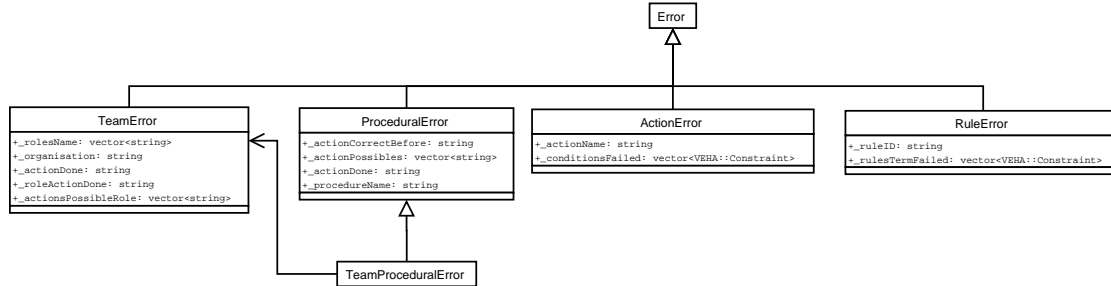 Error
TeamError
+_rolesName: vector<string>
+_organisation: string
+_actionDone: string
+_roleActionDone: string
+_actionsPossibleRole: vector<string>
ProceduralError
+_actionCorrectBefore: string
+_actionPossibles: vector<string>
+_actionDone: string
+_procedureName: string
ActionError
+_actionName: string
+_conditionsFailed: vector<VEHA::Constraint>
RuleError
+_ruleID: string
+_rulesTermFailed: vector<VEHA::Constraint>
TeamProceduralError